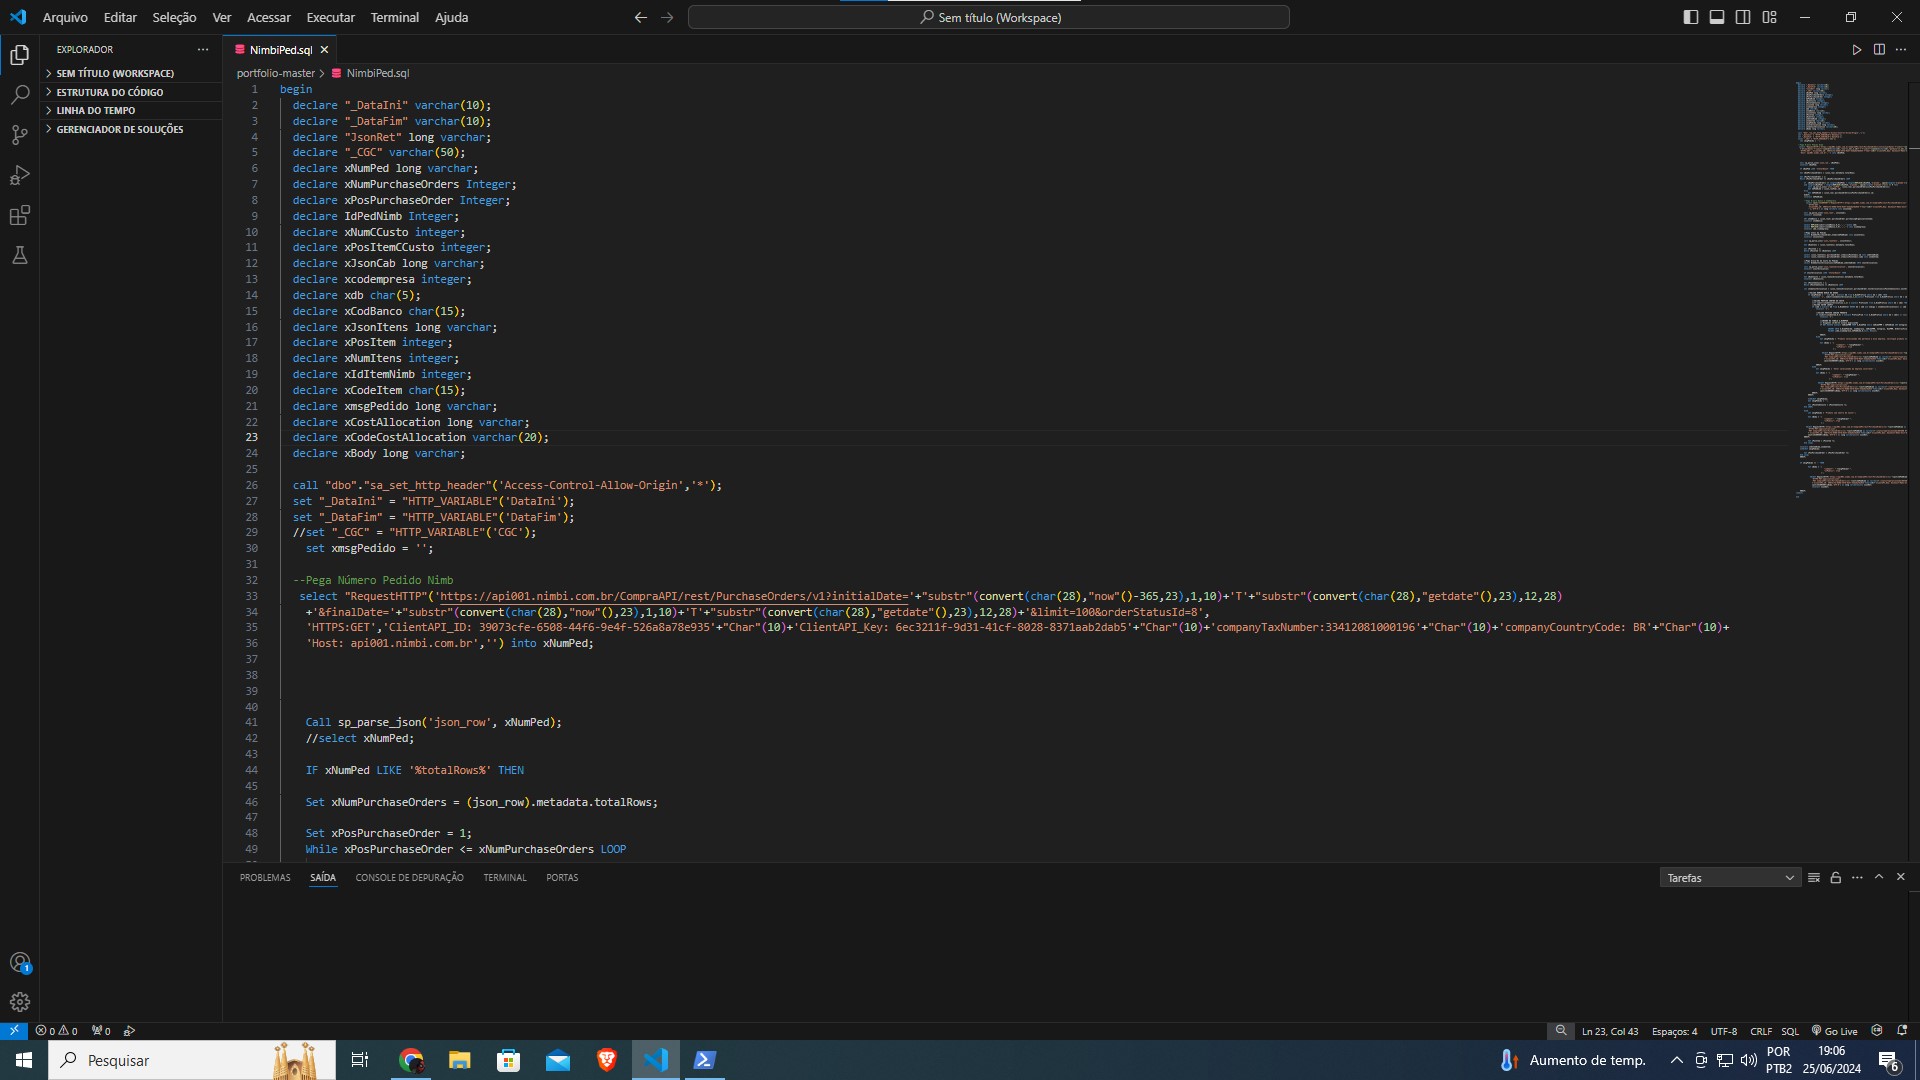 Arquivo Editar Seleção Ver Acessar Executar Terminal Ajuda
Sem título (Workspace)
EXPLORADOR
SEM TÍTULO (WORKSPACE)
ESTRUTURA DO CÓDIGO
LINHA DO TEMPO
GERENCIADOR DE SOLUÇÕES
NimbiPed.sql
portfolio-master > NimbiPed.sql
1 begin
2 declare "_DataIni" varchar(10);
3 declare "_DataFim" varchar(10);
4 declare "JsonRet" long varchar;
5 declare "_CGC" varchar(50);
6 declare xNumPed long varchar;
7 declare xNumPurchaseOrders Integer;
8 declare xPosPurchaseOrder Integer;
9 declare IdPedNimb Integer;
10 declare xNumCCusto integer;
11 declare xPosItemCCusto integer;
12 declare xJsonCab long varchar;
13 declare xcodempresa integer;
14 declare xdb char(5);
15 declare xCodBanco char(15);
16 declare xJsonItens long varchar;
17 declare xPosItem integer;
18 declare xNumItens integer;
19 declare xIdItemNimb integer;
20 declare xCodeItem char(15);
21 declare xmsgPedido long varchar;
22 declare xCostAllocation long varchar;
23 declare xCodeCostAllocation varchar(20);
24 declare xBody long varchar;
25
26 call "dbo"."sa_set_http_header"('Access-Control-Allow-Origin','*');
27 set "_DataIni" = "HTTP_VARIABLE"('DataIni');
28 set "_DataFim" = "HTTP_VARIABLE"('DataFim');
29 //set "_CGC" = "HTTP_VARIABLE"('CGC');
30 set xmsgPedido = '';
31
32 --Pega Número Pedido Nimb
33 select "RequestHTTP"('https://api001.nimbi.com.br/CompraAPI/rest/PurchaseOrders/v1?initialDate='+"substr"(convert(char(28),"now"()-365,23),1,10)+'T'+"substr"(convert(char(28),"getdate"(),23),12,28)
34 +'&finalDate='+"substr"(convert(char(28),"now"(),23),1,10)+'T'+"substr"(convert(char(28),"getdate"(),23),12,28)+'&limit=100&orderStatusId=8',
35 'HTTPS:GET','ClientAPI_ID: 39073cfe-6508-44f6-9e4f-526a8a78e935'+"Char"(10)+'ClientAPI_Key: 6ec3211f-9d31-41cf-8028-8371aab2dab5'+"Char"(10)+'companyTaxNumber:33412081000196'+"Char"(10)+'companyCountryCode: BR'+"Char"(10)+
36 'Host: api001.nimbi.com.br','') into xNumPed;
37
38
39
40
41 Call sp_parse_json('json_row', xNumPed);
42 //select xNumPed;
43
44 IF xNumPed LIKE '%totalRows%' THEN
45
46 Set xNumPurchaseOrders = (json_row).metadata.totalRows;
47
48 Set xPosPurchaseOrder = 1;
49 While xPosPurchaseOrder <= xNumPurchaseOrders LOOP
PROBLEMAS SAÍDA CONSOLE DE DEPURAÇÃO TERMINAL PORTAS
Tarefas
1
0 0 0
Ln 23, Col 43 Espaços: 4 UTF-8 CRLF SQL Go Live
Pesquisar
Aumento de temp.
POR
PTB2
19:06
25/06/2024
6